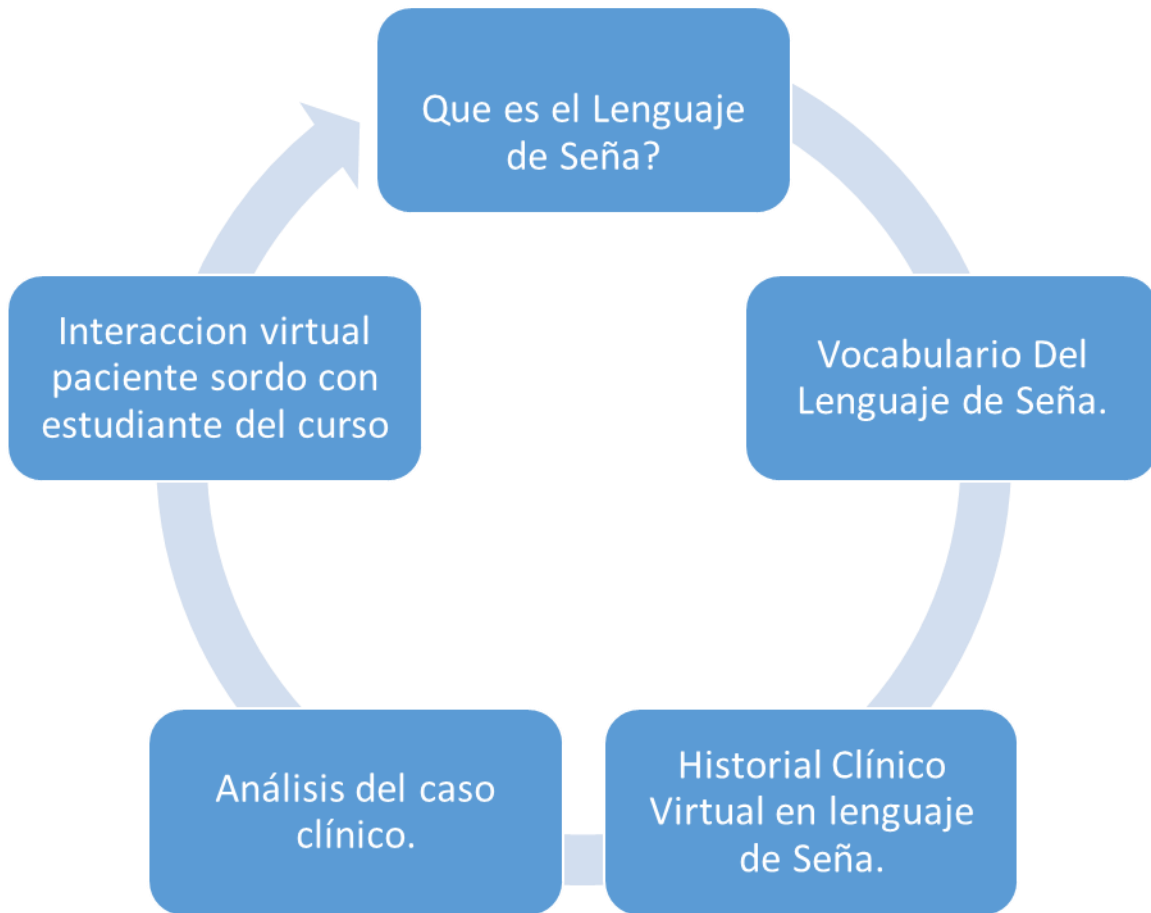 Que es el Lenguaje
de Seña?
Vocabulario Del
Lenguaje de Seña.
Historial Clínico
Virtual en lenguaje
de Seña.
Análisis del caso
clínico.
Interaccion virtual
paciente sordo con
estudiante del curso